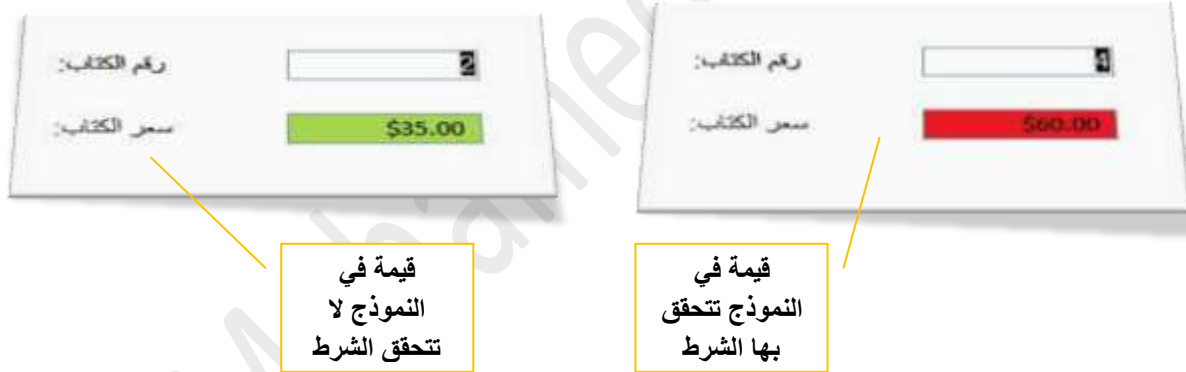 رقم الكتاب: 4
سعر الكتاب: $60.00
رقم الكتاب: 2
سعر الكتاب: $35.00
قيمة في
النموذج تتحقق
بها الشرط
قيمة في
النموذج لا
تتحقق الشرط